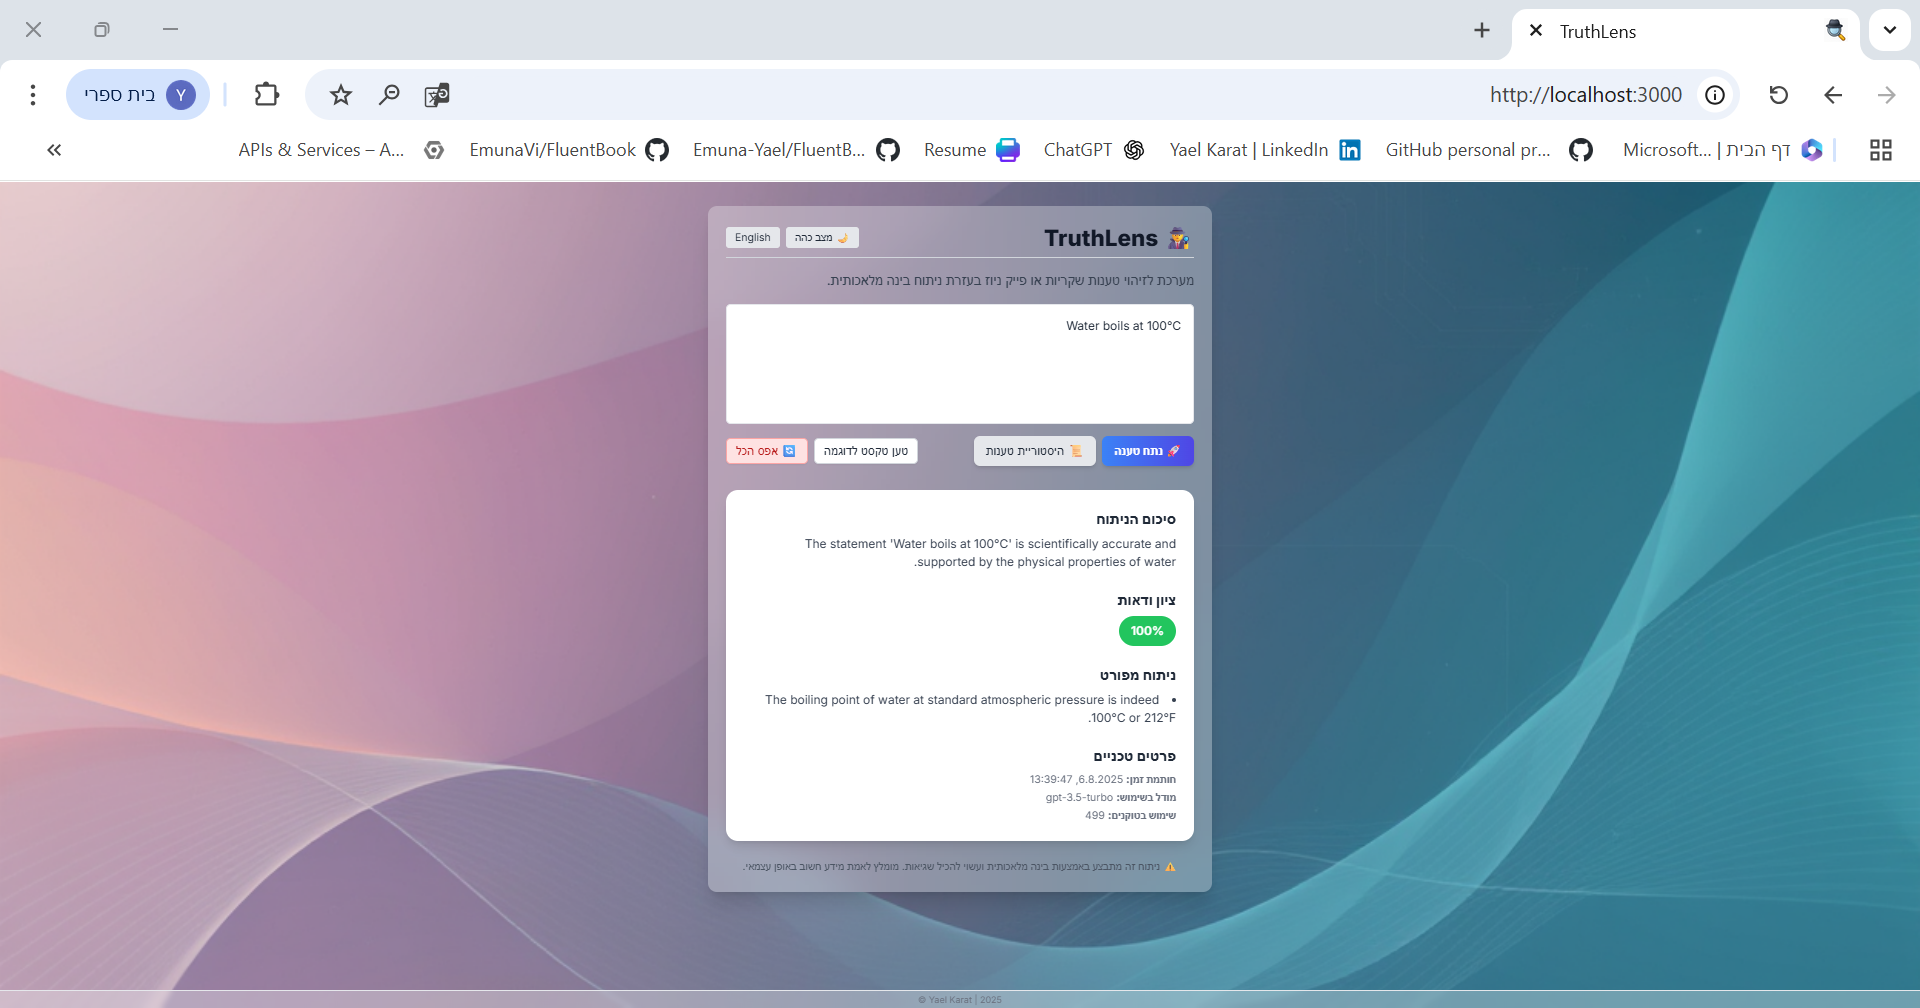 TruthLens
בית ספרי
Y
http://localhost:3000
דף הבית | Microsoft...
GitHub personal pr...
Yael Karat | LinkedIn
ChatGPT
Resume
Emuna-Yael/FluentB...
EmunaVi/FluentBook
APIs & Services – A...
TruthLens
מצב כהה
English
מערכת לזיהוי טענות שקריות או פייק ניוז בעזרת ניתוח בינה מלאכותית.
Water boils at 100°C
נתח טענה
היסטוריית טענות
טען טקסט לדוגמה
אפס הכל
סיכום הניתוח
The statement 'Water boils at 100°C' is scientifically accurate and
supported by the physical properties of water.
ציון ודאות
100%
ניתוח מפורט
• The boiling point of water at standard atmospheric pressure is indeed
100°C or 212°F.
פרטים טכניים
חותמת זמן: 6.8.2025, 13:39:47
מודל בשימוש: gpt-3.5-turbo
שימוש בטוקנים: 499
ניתוח זה מתבצע באמצעות בינה מלאכותית ועשוי להכיל שגיאות. מומלץ לאמת מידע חשוב באופן עצמאי.
© Yael Karat | 2025